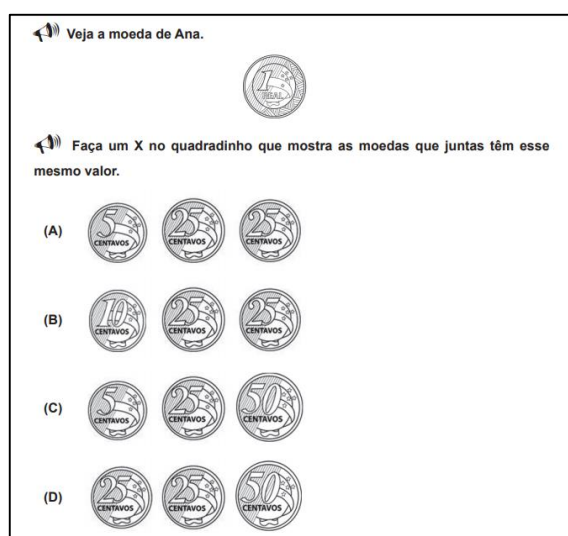 Veja a moeda de Ana.
1
REAL
Faça um X no quadradinho que mostra as moedas que juntas têm esse
mesmo valor.
(A) 5 CENTAVOS 25 CENTAVOS 25 CENTAVOS
(B) 10 CENTAVOS 25 CENTAVOS 25 CENTAVOS
(C) 5 CENTAVOS 25 CENTAVOS 50 CENTAVOS
(D) 25 CENTAVOS 25 CENTAVOS 50 CENTAVOS